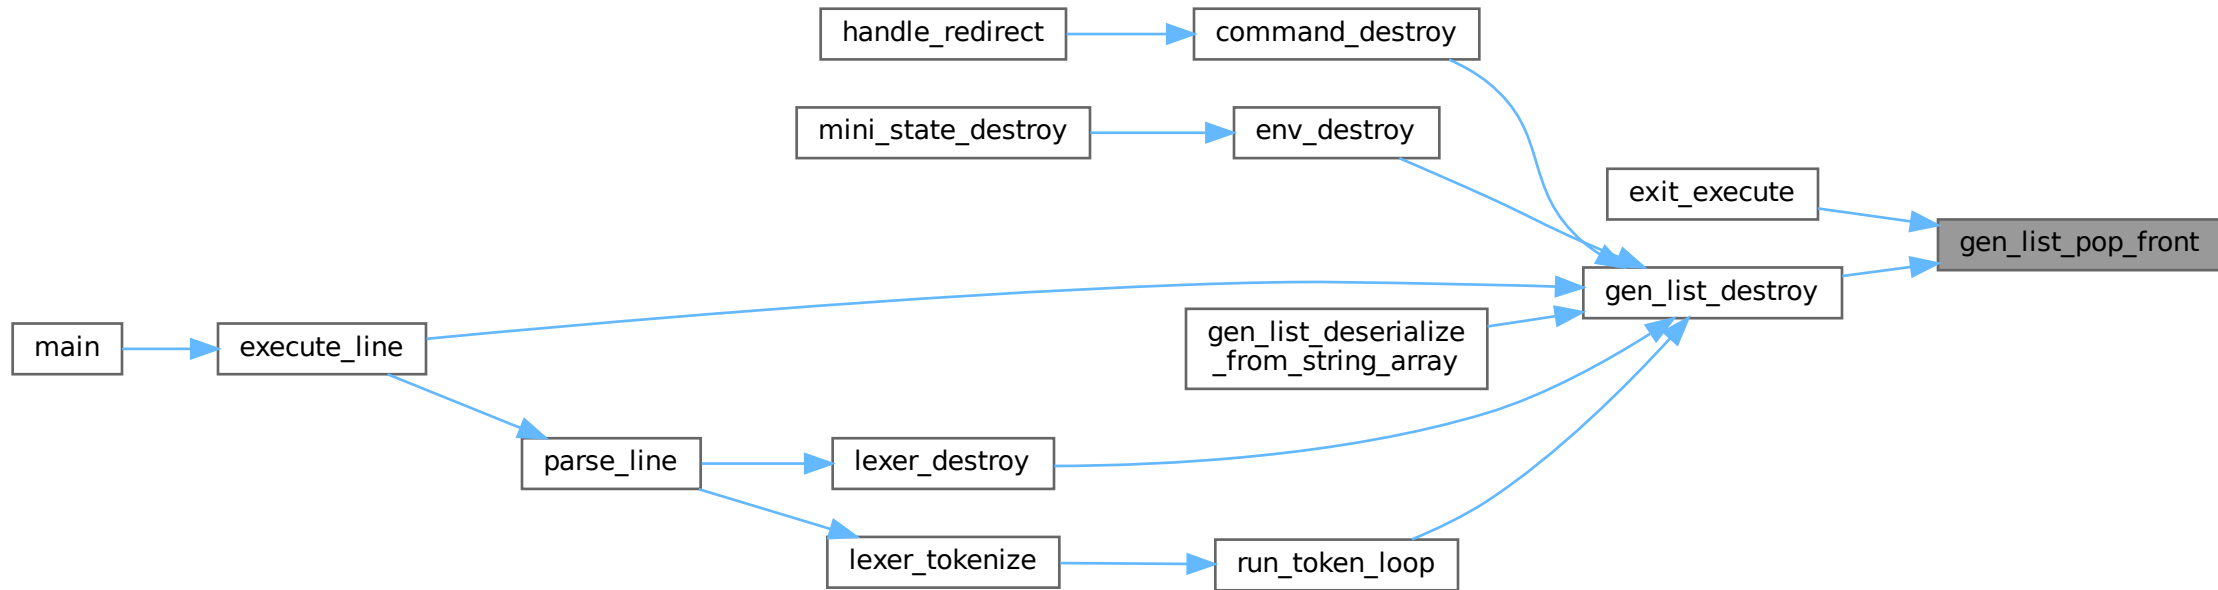 handle_redirect
command_destroy
mini_state_destroy
env_destroy
exit_execute
gen_list_pop_front
gen_list_destroy
main
execute_line
gen_list_deserialize
_from_string_array
parse_line
lexer_destroy
lexer_tokenize
run_token_loop